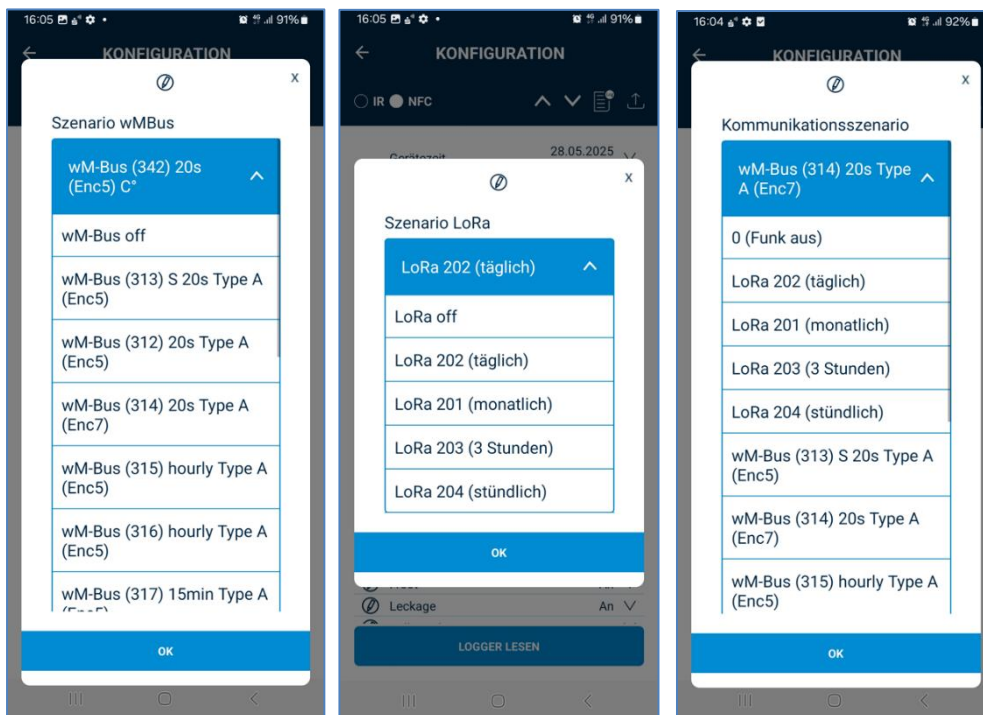 16:05 91%
KONFIGURATION
x
Szenario wMBus
wM-Bus (342) 20s
(Enc5) C°
wM-Bus off
wM-Bus (313) S 20s Type A
(Enc5)
wM-Bus (312) 20s Type A
(Enc5)
wM-Bus (314) 20s Type A
(Enc7)
wM-Bus (315) hourly Type A
(Enc5)
wM-Bus (316) hourly Type A
(Enc5)
wM-Bus (317) 15min Type A
OK
16:05 91%
KONFIGURATION
IR NFC
Gerätezeit 28.05.2025
x
Szenario LoRa
LoRa 202 (täglich)
LoRa off
LoRa 202 (täglich)
LoRa 201 (monatlich)
LoRa 203 (3 Stunden)
LoRa 204 (stündlich)
OK
Leckage An
LOGGER LESEN
16:04 92%
KONFIGURATION
x
Kommunikationsszenario
wM-Bus (314) 20s Type
A (Enc7)
0 (Funk aus)
LoRa 202 (täglich)
LoRa 201 (monatlich)
LoRa 203 (3 Stunden)
LoRa 204 (stündlich)
wM-Bus (313) S 20s Type A
(Enc5)
wM-Bus (314) 20s Type A
(Enc7)
wM-Bus (315) hourly Type A
(Enc5)
OK